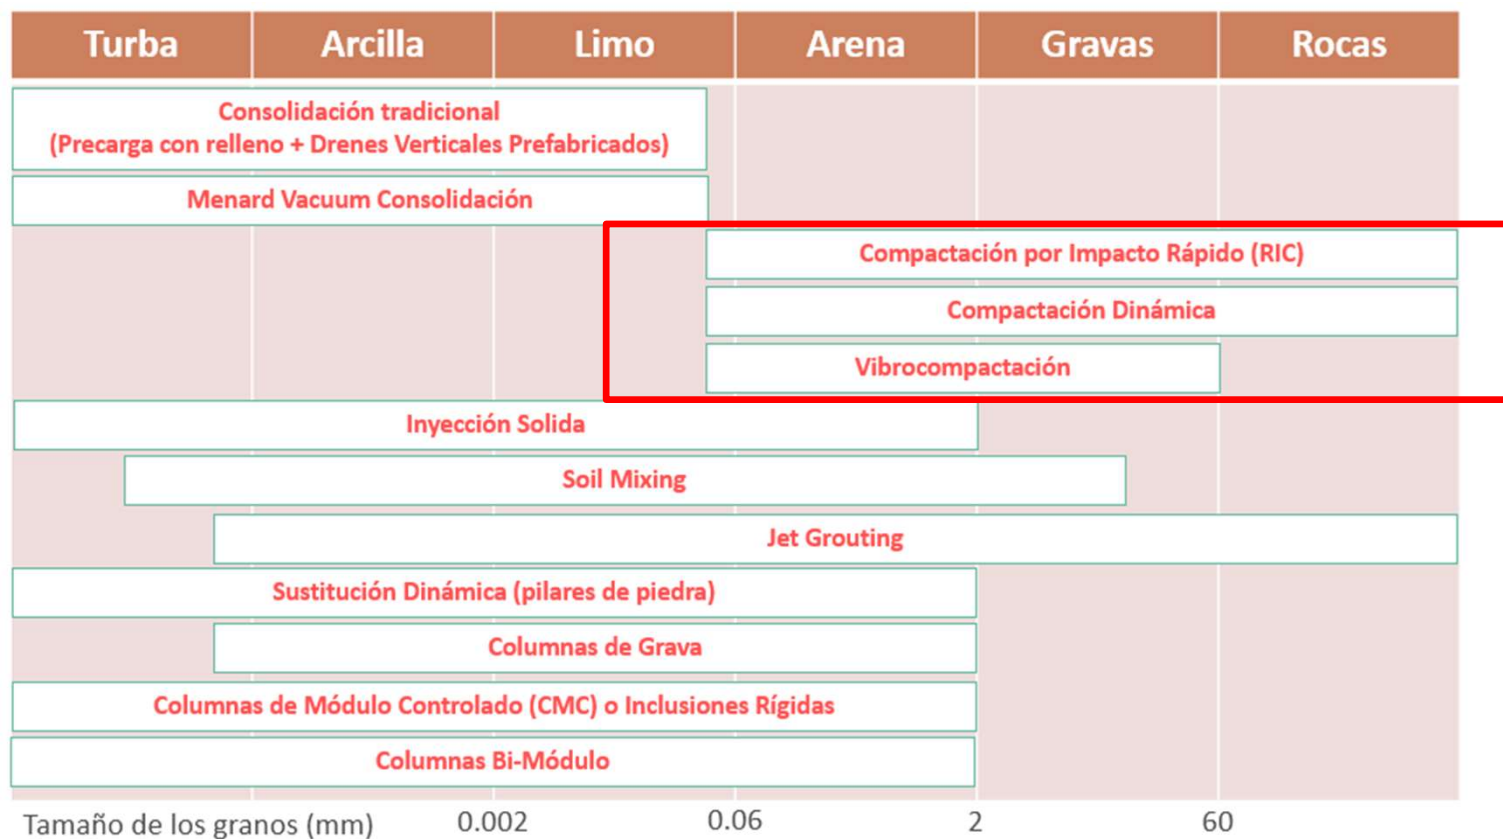 Turba Arcilla Limo Arena Gravas Rocas
Consolidación tradicional
(Precarga con relleno + Drenes Verticales Prefabricados)
Menard Vacuum Consolidación
Compactación por Impacto Rápido (RIC)
Compactación Dinámica
Vibrocompactación
Inyección Solida
Soil Mixing
Jet Grouting
Sustitución Dinámica (pilares de piedra)
Columnas de Grava
Columnas de Módulo Controlado (CMC) o Inclusiones Rígidas
Columnas Bi-Módulo
Tamaño de los granos (mm) 0.002 0.06 2 60